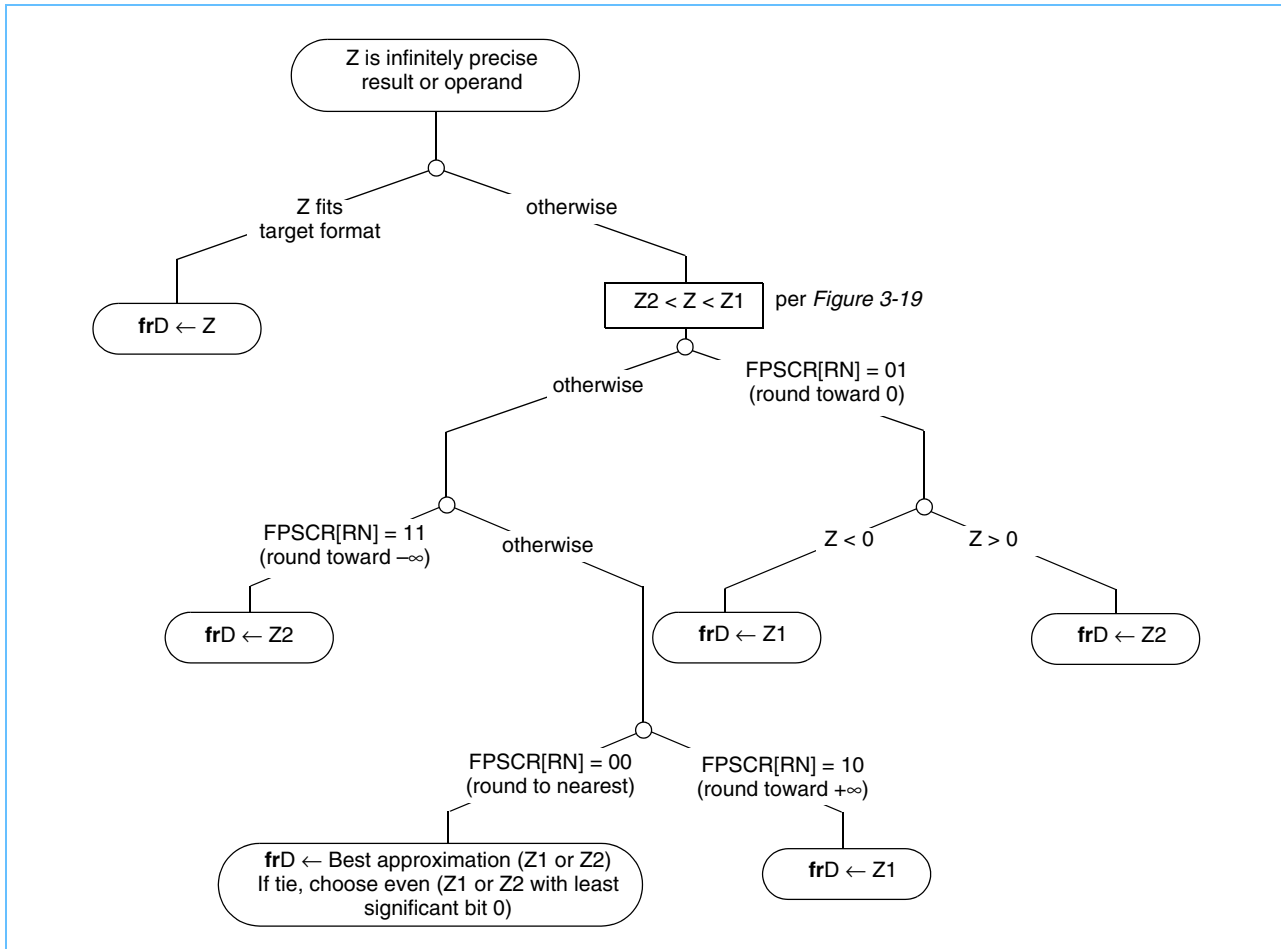 Z is infinitely precise
result or operand
Z fits
target format
otherwise
Z2 < Z < Z1
per Figure 3-19
frD ← Z
otherwise
FPSCR[RN] = 01
(round toward 0)
FPSCR[RN] = 11
(round toward –∞)
otherwise
Z < 0
Z > 0
frD ← Z2
frD ← Z1
frD ← Z2
FPSCR[RN] = 00
(round to nearest)
FPSCR[RN] = 10
(round toward +∞)
frD ← Best approximation (Z1 or Z2)
If tie, choose even (Z1 or Z2 with least
significant bit 0)
frD ← Z1